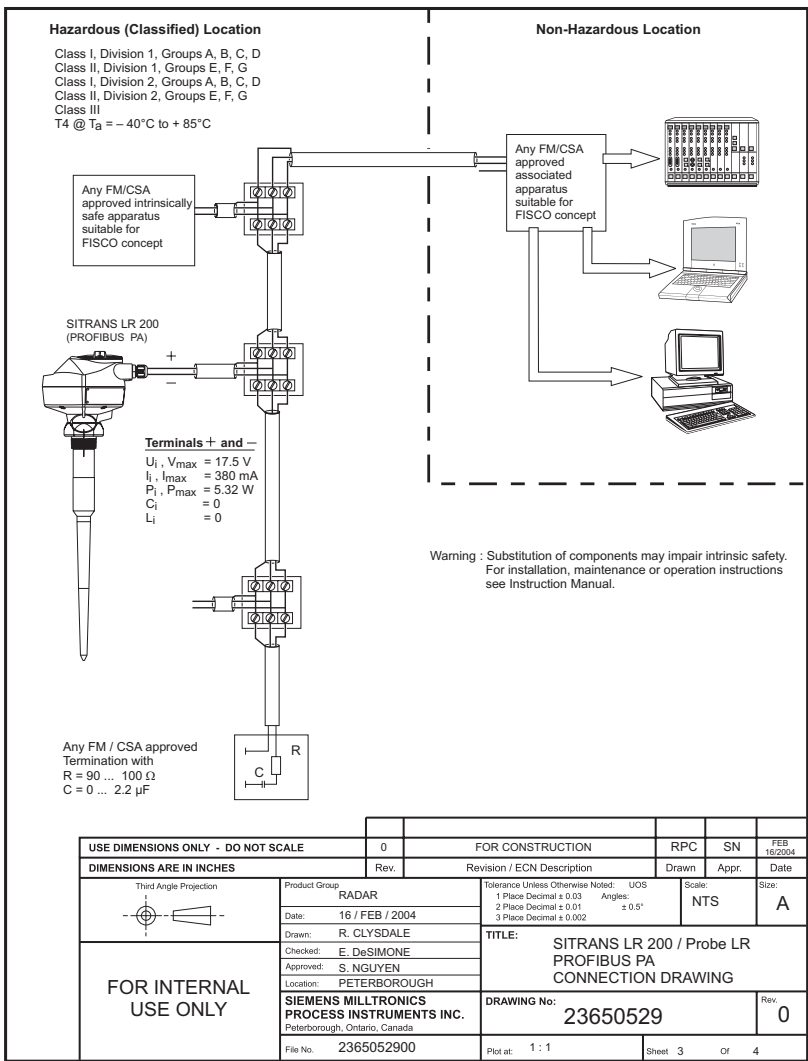 Hazardous (Classified) Location
Class I, Division 1, Groups A, B, C, D
Class II, Division 1, Groups E, F, G
Class I, Division 2, Groups A, B, C, D
Class II, Division 2, Groups E, F, G
Class III
T4 @ Ta = – 40°C to + 85°C
Non-Hazardous Location
Any FM/CSA
approved intrinsically
safe apparatus
suitable for
FISCO concept
Any FM/CSA
approved
associated
apparatus
suitable for
FISCO concept
SITRANS LR 200
(PROFIBUS PA)
+
–
Terminals + and –
Ui , Vmax = 17.5 V
Ii , Imax = 380 mA
Pi , Pmax = 5.32 W
Ci = 0
Li = 0
Warning : Substitution of components may impair intrinsic safety.
For installation, maintenance or operation instructions
see Instruction Manual.
Any FM / CSA approved
Termination with
R = 90 ... 100 Ω
C = 0 ... 2.2 µF
R
C
USE DIMENSIONS ONLY - DO NOT SCALE
0
FOR CONSTRUCTION
RPC
SN
FEB
16/2004
DIMENSIONS ARE IN INCHES
Rev.
Revision / ECN Description
Drawn
Appr.
Date
Third Angle Projection
Product Group
RADAR
Date: 16 / FEB / 2004
Drawn: R. CLYSDALE
Checked: E. DeSIMONE
Approved: S. NGUYEN
Location: PETERBOROUGH
Tolerance Unless Otherwise Noted: UOS
1 Place Decimal ± 0.03 Angles:
2 Place Decimal ± 0.01 ± 0.5°
3 Place Decimal ± 0.002
Scale:
NTS
Size:
A
TITLE:
SITRANS LR 200 / Probe LR
PROFIBUS PA
CONNECTION DRAWING
FOR INTERNAL
USE ONLY
SIEMENS MILLTRONICS
PROCESS INSTRUMENTS INC.
Peterborough, Ontario, Canada
DRAWING No:
23650529
Rev.
0
File No. 2365052900
Plot at: 1 : 1
Sheet 3 Of 4